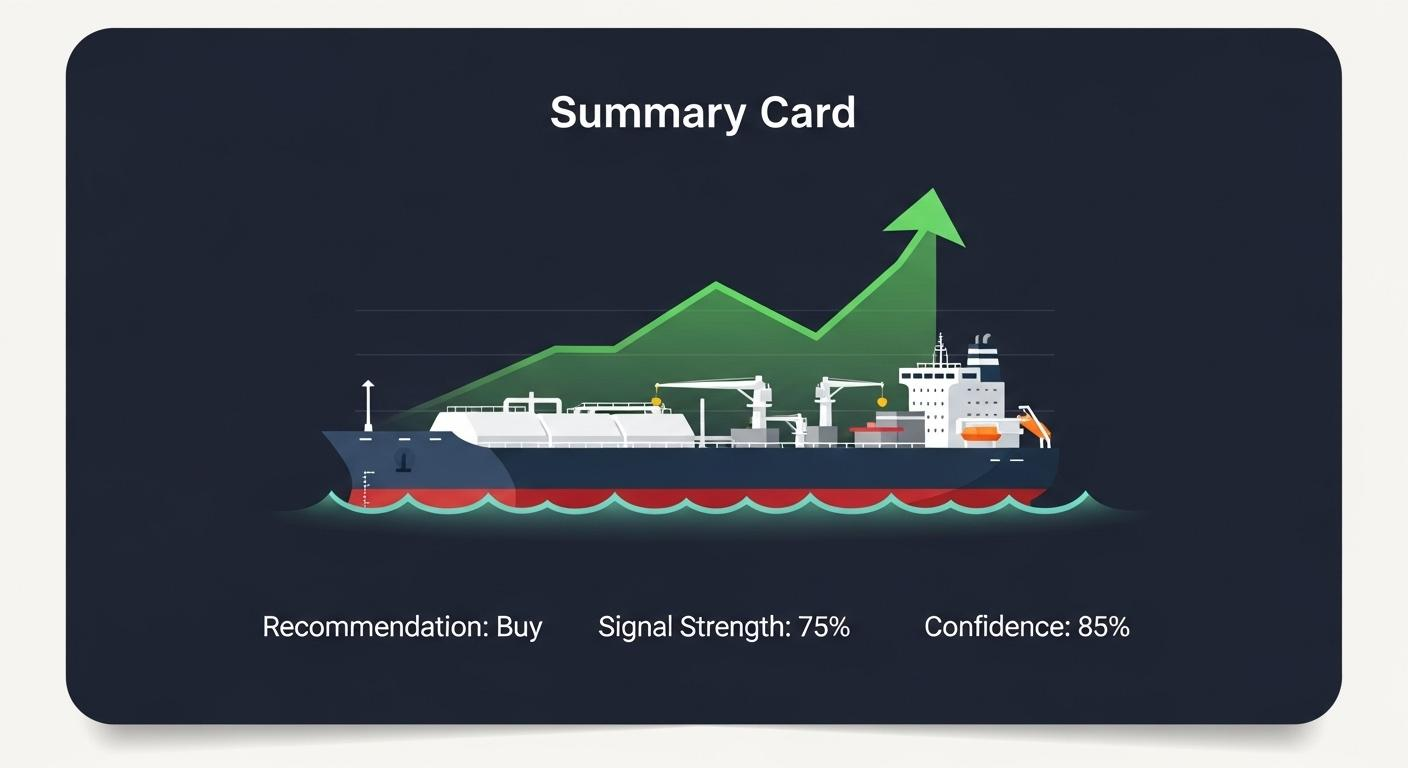 Summary Card
Recommendation: Buy
Signal Strength: 75%
Confidence: 85%